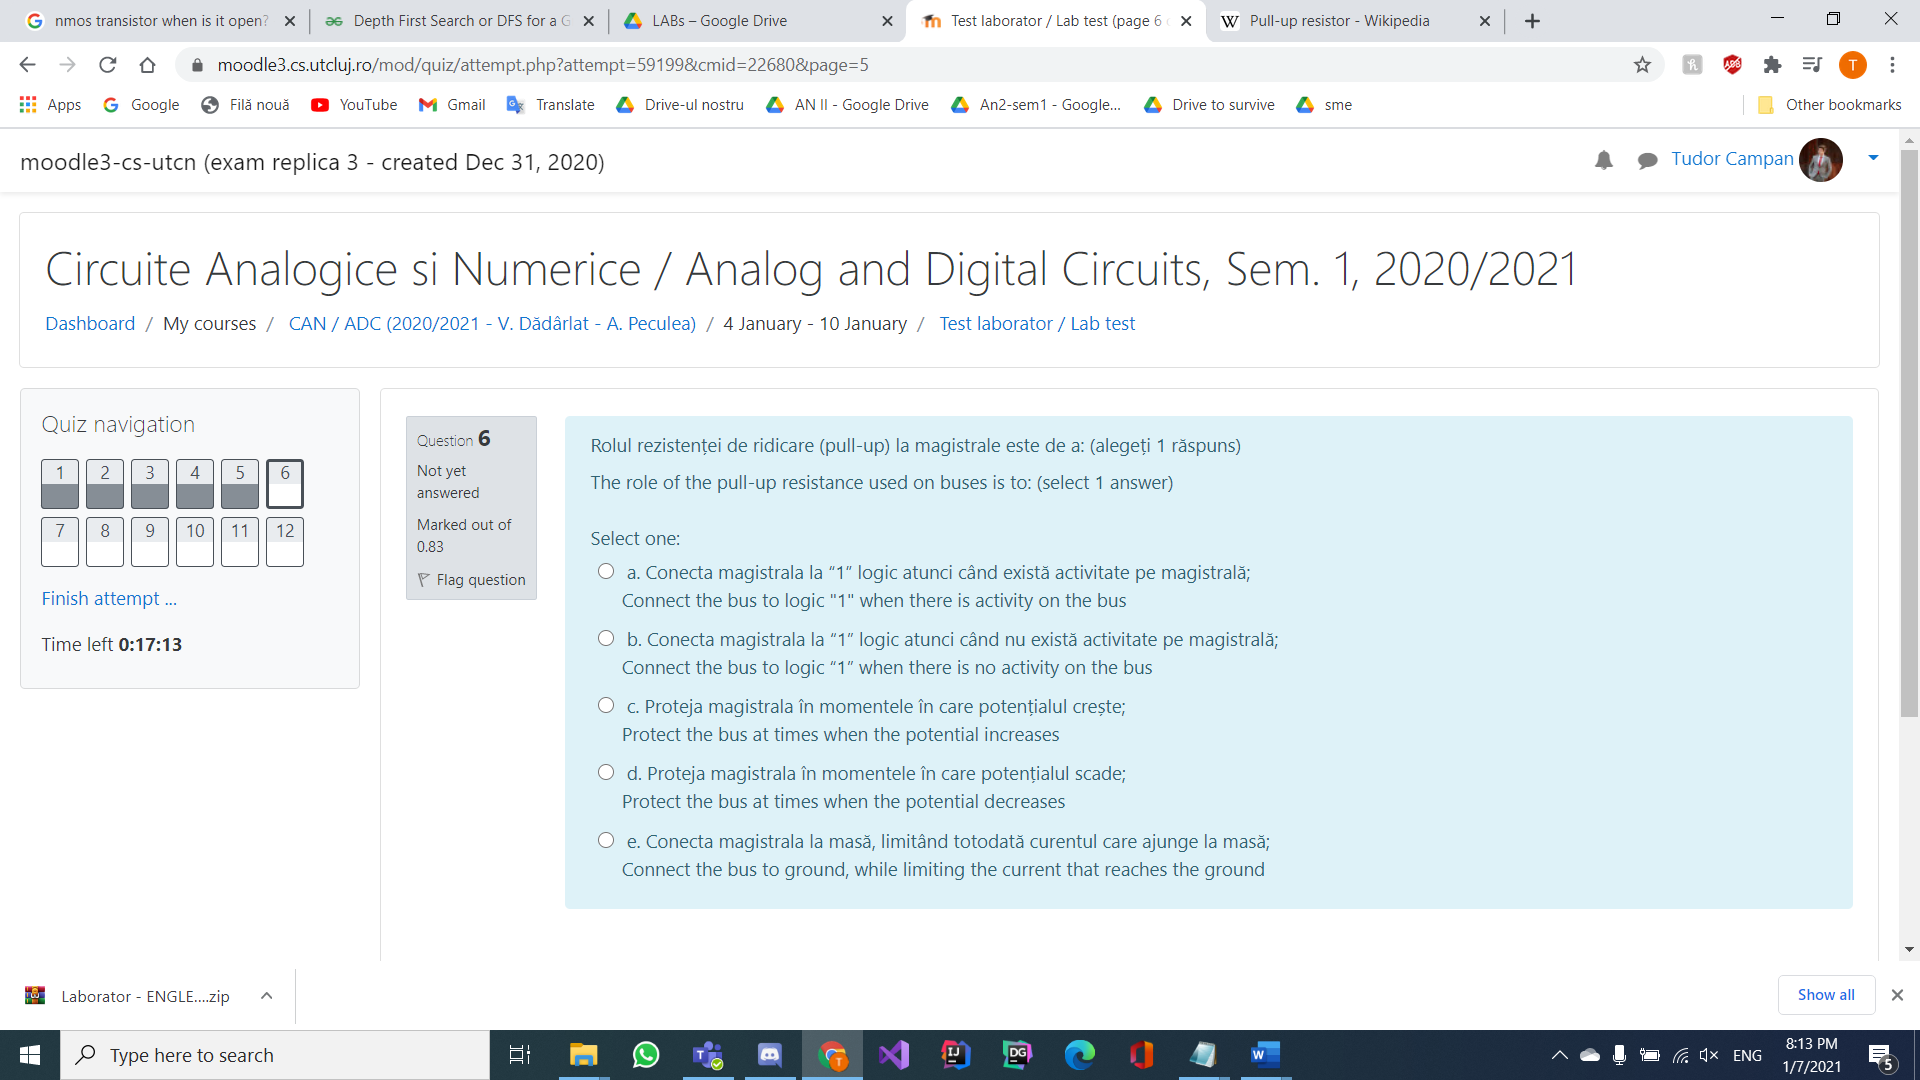 nmos transistor when is it open?
Depth First Search or DFS for a G
LABs – Google Drive
Test laborator / Lab test (page 6
Pull-up resistor - Wikipedia
moodle3.cs.utcluj.ro/mod/quiz/attempt.php?attempt=59199&cmid=22680&page=5
T
Apps
Google
Filă nouă
YouTube
Gmail
Translate
Drive-ul nostru
AN II - Google Drive
An2-sem1 - Google...
Drive to survive
sme
Other bookmarks
moodle3-cs-utcn (exam replica 3 - created Dec 31, 2020)
Tudor Campan
Circuite Analogice si Numerice / Analog and Digital Circuits, Sem. 1, 2020/2021
Dashboard / My courses / CAN / ADC (2020/2021 - V. Dădârlat - A. Peculea) / 4 January - 10 January / Test laborator / Lab test
Quiz navigation
1 2 3 4 5 6
7 8 9 10 11 12
Finish attempt ...
Time left 0:17:13
Question 6
Not yet
answered
Marked out of
0.83
Flag question
Rolul rezistenței de ridicare (pull-up) la magistrale este de a: (alegeți 1 răspuns)
The role of the pull-up resistance used on buses is to: (select 1 answer)
Select one:
a. Conecta magistrala la “1” logic atunci când există activitate pe magistrală;
Connect the bus to logic "1" when there is activity on the bus
b. Conecta magistrala la “1” logic atunci când nu există activitate pe magistrală;
Connect the bus to logic “1” when there is no activity on the bus
c. Proteja magistrala în momentele în care potențialul crește;
Protect the bus at times when the potential increases
d. Proteja magistrala în momentele în care potențialul scade;
Protect the bus at times when the potential decreases
e. Conecta magistrala la masă, limitând totodată curentul care ajunge la masă;
Connect the bus to ground, while limiting the current that reaches the ground
Laborator - ENGLE....zip
Show all
Type here to search
ENG
8:13 PM
1/7/2021
5